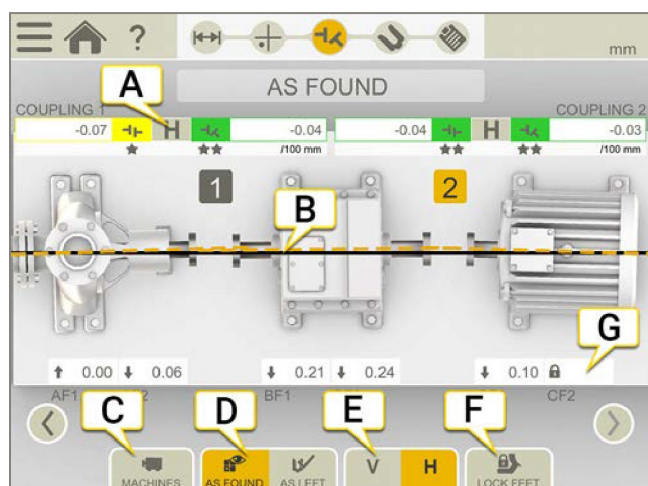 ?
mm
AS FOUND
A
COUPLING 1
COUPLING 2
-0.07 H -0.04
-0.04 H -0.03
/100 mm
/100 mm
1
2
B
G
0.00 0.06
0.21 0.24
0.10
AF1
BF1
CF2
C
D
E
F
MACHINES
AS FOUND
AS LEFT
V
H
LOCK FEET